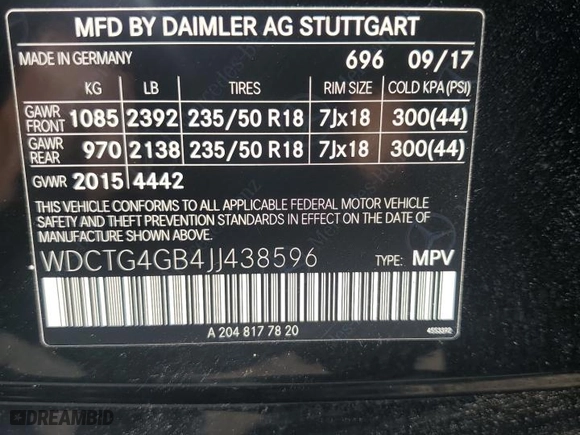 MFD BY DAIMLER AG STUTTGART
MADE IN GERMANY 696 09/17
KG LB TIRES RIM SIZE COLD KPA (PSI)
GAWR FRONT 1085 2392 235/50 R18 7Jx18 300(44)
GAWR REAR 970 2138 235/50 R18 7Jx18 300(44)
GVWR 2015 4442
THIS VEHICLE CONFORMS TO ALL APPLICABLE FEDERAL MOTOR VEHICLE
SAFETY AND THEFT PREVENTION STANDARDS IN EFFECT ON THE DATE
OF MANUFACTURE SHOWN ABOVE.
WDCTG4GB4JJ438596 TYPE: MPV
A 204 817 78 20
DREAMBID